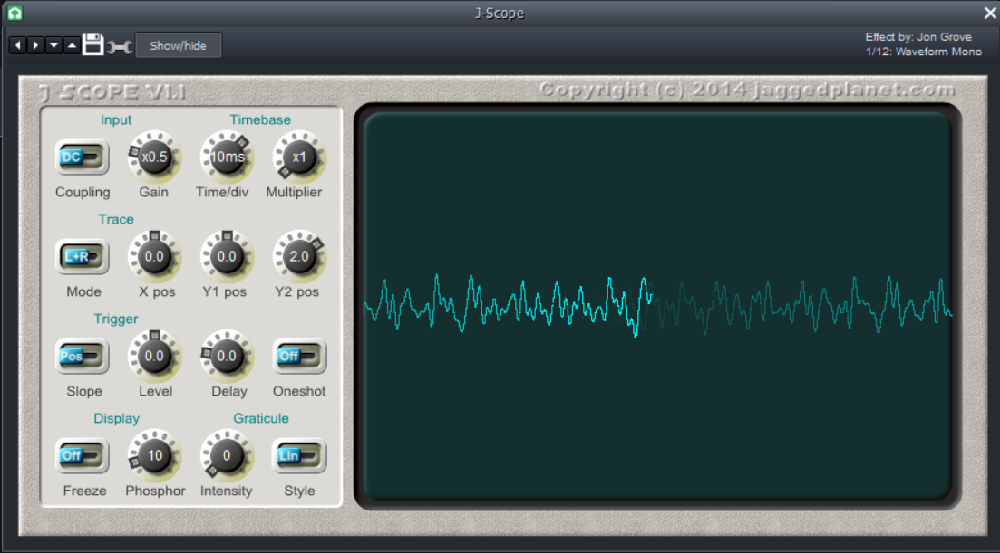 J-Scope
Show/hide
Effect by: Jon Grove
1/12: Waveform Mono
J SCOPE V1.1
Copyright (c) 2014 jaggedplanet.com
Input Timebase
DC x0.5 10ms x1
Coupling Gain Time/div Multiplier
Trace
L+R 0.0 0.0 2.0
Mode X pos Y1 pos Y2 pos
Trigger
Pos 0.0 0.0 Off
Slope Level Delay Oneshot
Display Graticule
Off 10 0 Lin
Freeze Phosphor Intensity Style